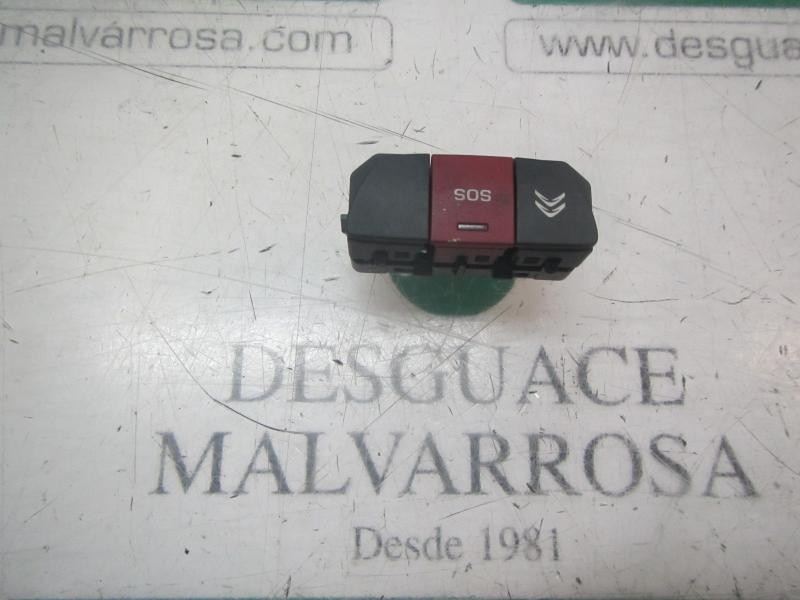 malvarrosa.com
www.desgua
SOS
DESGUACE
MALVARROSA
Desde 1981